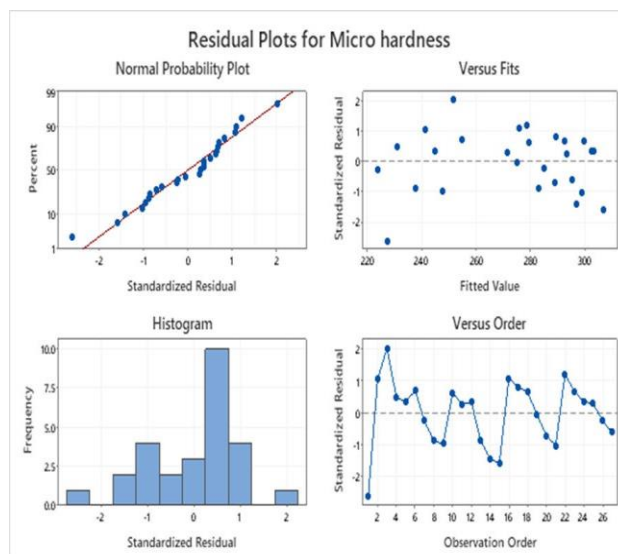 Residual Plots for Micro hardness
Normal Probability Plot
99
90
50
10
1
Percent
-2 -1 0 1 2
Standardized Residual
Versus Fits
2
1
0
-1
-2
Standardized Residual
220 240 260 280 300
Fitted Value
Histogram
10.0
7.5
5.0
2.5
0.0
Frequency
-2 -1 0 1 2
Standardized Residual
Versus Order
2
1
0
-1
-2
Standardized Residual
2 4 6 8 10 12 14 16 18 20 22 24 26
Observation Order